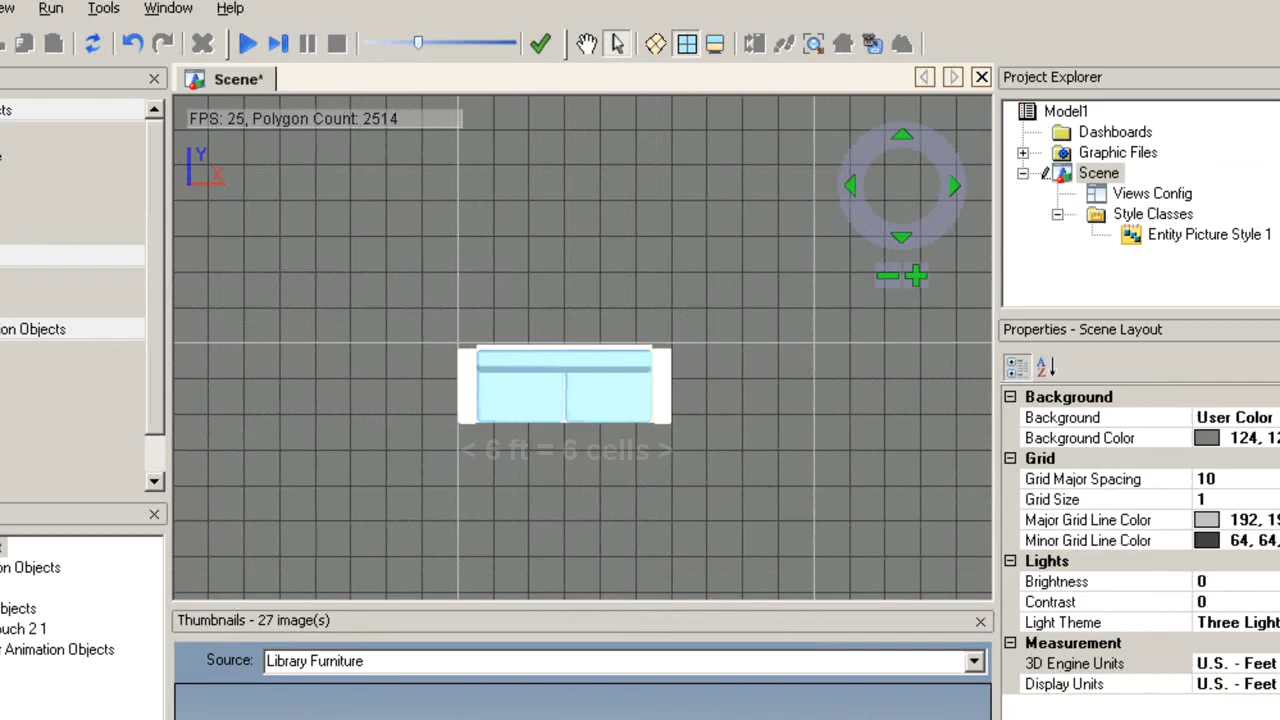 ew Run Tools Window Help
Scene*
cts
e
on Objects
FPS: 25, Polygon Count: 2514
Y
X
< 6 ft = 6 cells >
t
on Objects
bjects
ouch 2 1
r Animation Objects
Thumbnails - 27 image(s)
Source: Library Furniture
Project Explorer
Model1
Dashboards
Graphic Files
Scene
Views Config
Style Classes
Entity Picture Style 1
Properties - Scene Layout
A
Z
Background
Background User Color
Background Color 124, 12
Grid
Grid Major Spacing 10
Grid Size 1
Major Grid Line Color 192, 19
Minor Grid Line Color 64, 64,
Lights
Brightness 0
Contrast 0
Light Theme Three Light
Measurement
3D Engine Units U.S. - Feet
Display Units U.S. - Feet